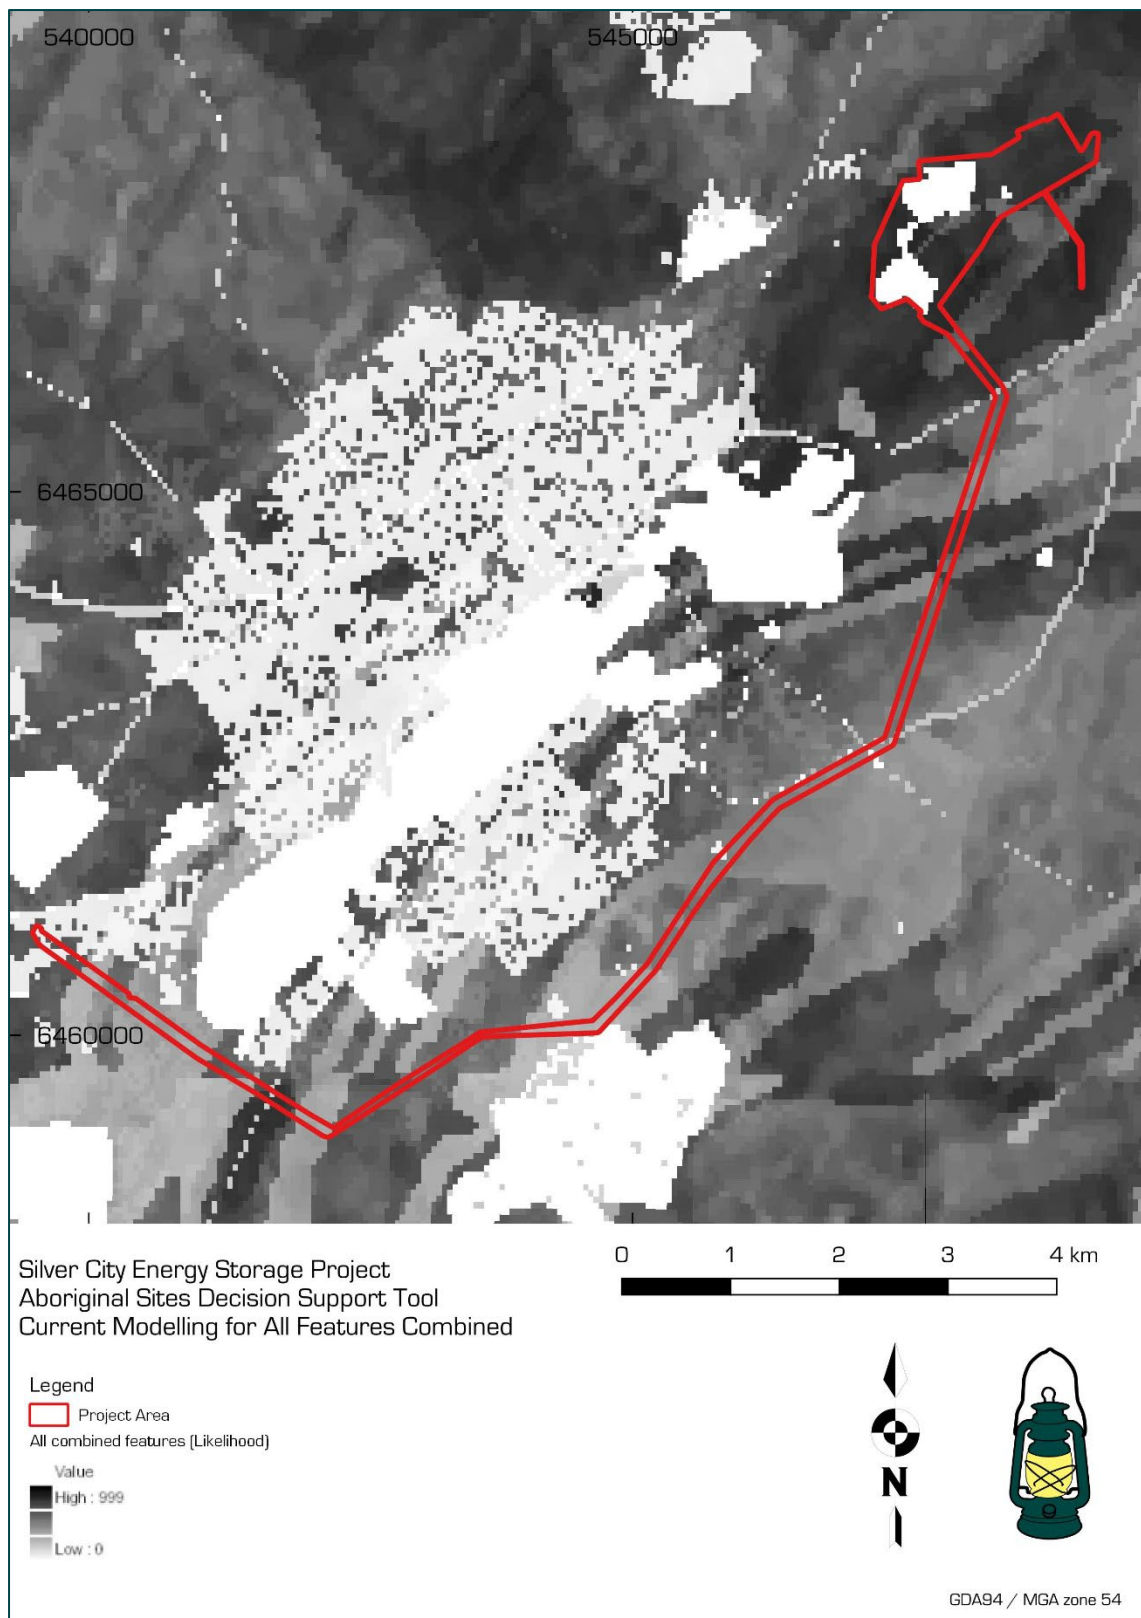 540000
545000
6465000
6460000
Silver City Energy Storage Project
Aboriginal Sites Decision Support Tool
Current Modelling for All Features Combined
0 1 2 3 4 km
Legend
Project Area
All combined features (Likelihood)
Value
High : 999
Low : 0
N
GDA94 / MGA zone 54